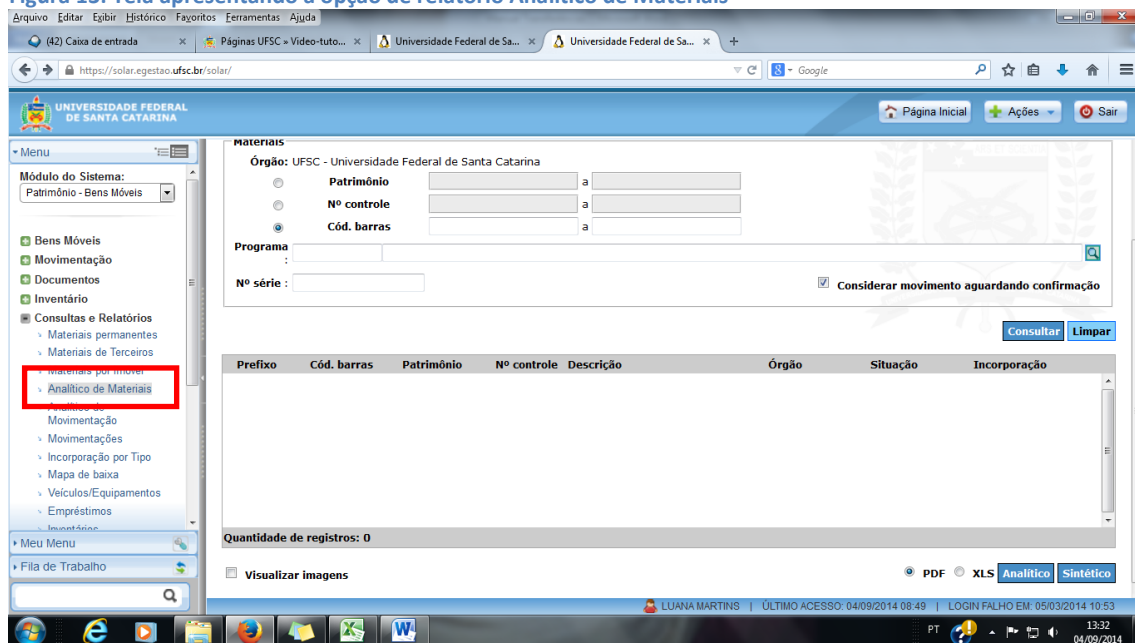 Figura 13: Tela apresentando a opção de relatório Analítico de Materiais
Arquivo Editar Exibir Histórico Favoritos Ferramentas Ajuda
(42) Caixa de entrada × Páginas UFSC » Video-tuto... × Universidade Federal de Sa... × Universidade Federal de Sa... × +
https://solar.egestao.ufsc.br/solar/ Google
UNIVERSIDADE FEDERAL
DE SANTA CATARINA
Página Inicial Ações Sair
Menu
Módulo do Sistema:
Patrimônio - Bens Móveis
Bens Móveis
Movimentação
Documentos
Inventário
Consultas e Relatórios
Materiais permanentes
Materiais de Terceiros
Materiais por Imóvel
Analítico de Materiais
Analítico de
Movimentação
Movimentações
Incorporação por Tipo
Mapa de baixa
Veículos/Equipamentos
Empréstimos
Inventários
Meu Menu
Fila de Trabalho
Materiais
Órgão: UFSC - Universidade Federal de Santa Catarina
Patrimônio a
Nº controle a
Cód. barras a
Programa
:
Nº série :
Considerar movimento aguardando confirmação
Consultar Limpar
Prefixo Cód. barras Patrimônio Nº controle Descrição Órgão Situação Incorporação
Quantidade de registros: 0
Visualizar imagens
PDF XLS Analítico Sintético
LUANA MARTINS | ÚLTIMO ACESSO: 04/09/2014 08:49 | LOGIN FALHO EM: 05/03/2014 10:53
PT 13:32
04/09/2014